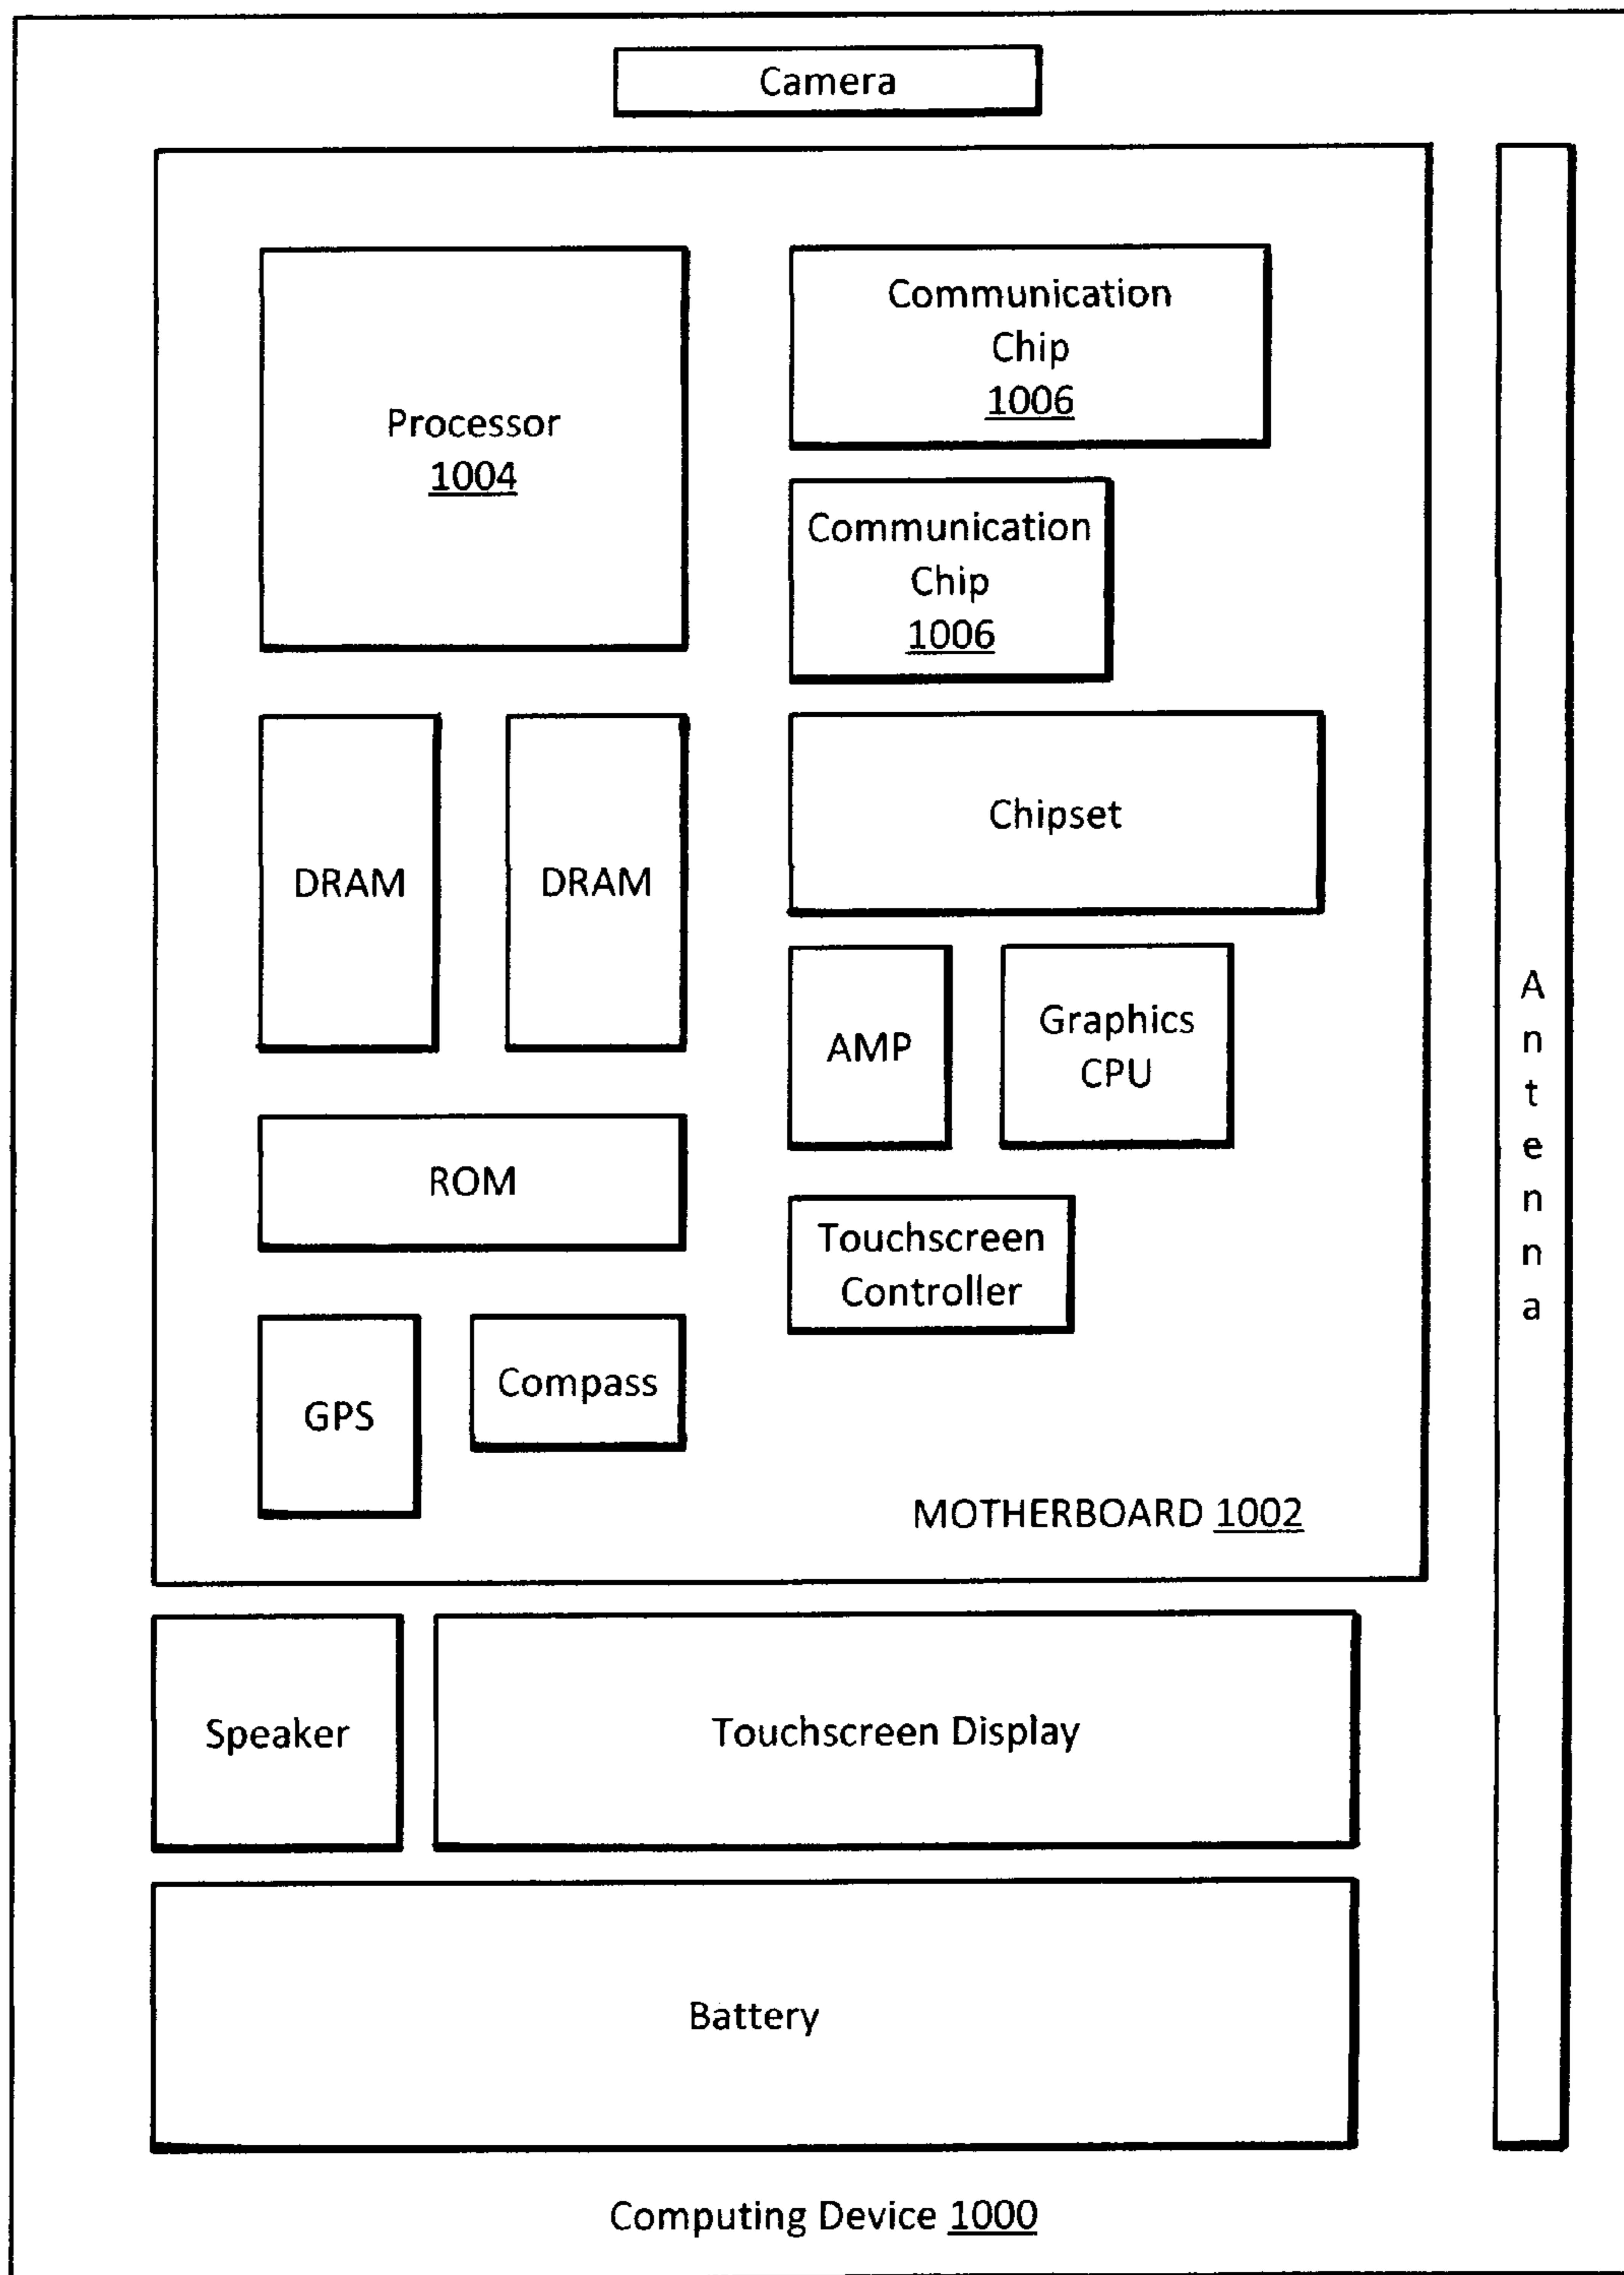 Camera
Processor
1004
Communication
Chip
1006
Communication
Chip
1006
DRAM
DRAM
Chipset
AMP
Graphics
CPU
ROM
Touchscreen
Controller
GPS
Compass
MOTHERBOARD 1002
Antenna
Speaker
Touchscreen Display
Battery
Computing Device 1000